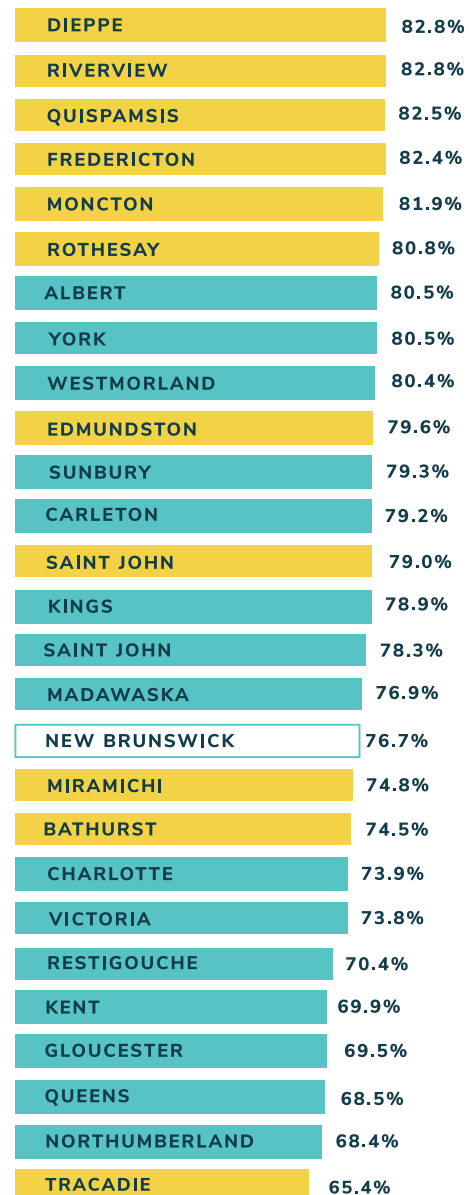 DIEPPE 82.8%
RIVERVIEW 82.8%
QUISPAMSIS 82.5%
FREDERICTON 82.4%
MONCTON 81.9%
ROTHESAY 80.8%
ALBERT 80.5%
YORK 80.5%
WESTMORLAND 80.4%
EDMUNDSTON 79.6%
SUNBURY 79.3%
CARLETON 79.2%
SAINT JOHN 79.0%
KINGS 78.9%
SAINT JOHN 78.3%
MADAWASKA 76.9%
NEW BRUNSWICK 76.7%
MIRAMICHI 74.8%
BATHURST 74.5%
CHARLOTTE 73.9%
VICTORIA 73.8%
RESTIGOUCHE 70.4%
KENT 69.9%
GLOUCESTER 69.5%
QUEENS 68.5%
NORTHUMBERLAND 68.4%
TRACADIE 65.4%